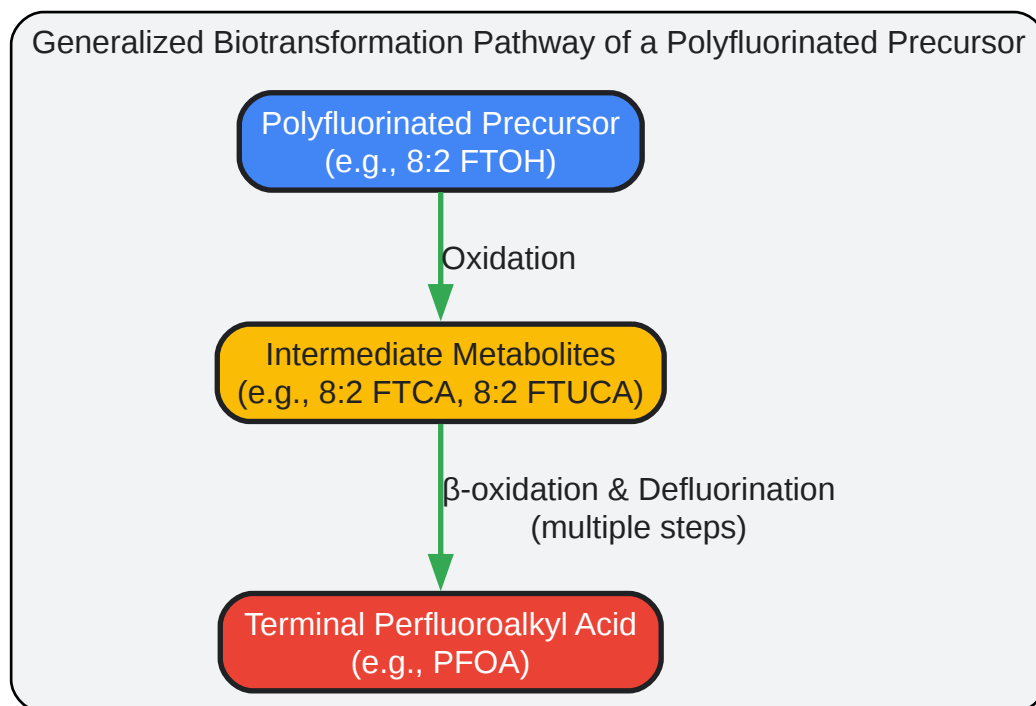 Generalized Biotransformation Pathway of a Polyfluorinated Precursor
Polyfluorinated Precursor
(e.g., 8:2 FTOH)
Oxidation
Intermediate Metabolites
(e.g., 8:2 FTCA, 8:2 FTUCA)
β-oxidation & Defluorination
(multiple steps)
Terminal Perfluoroalkyl Acid
(e.g., PFOA)